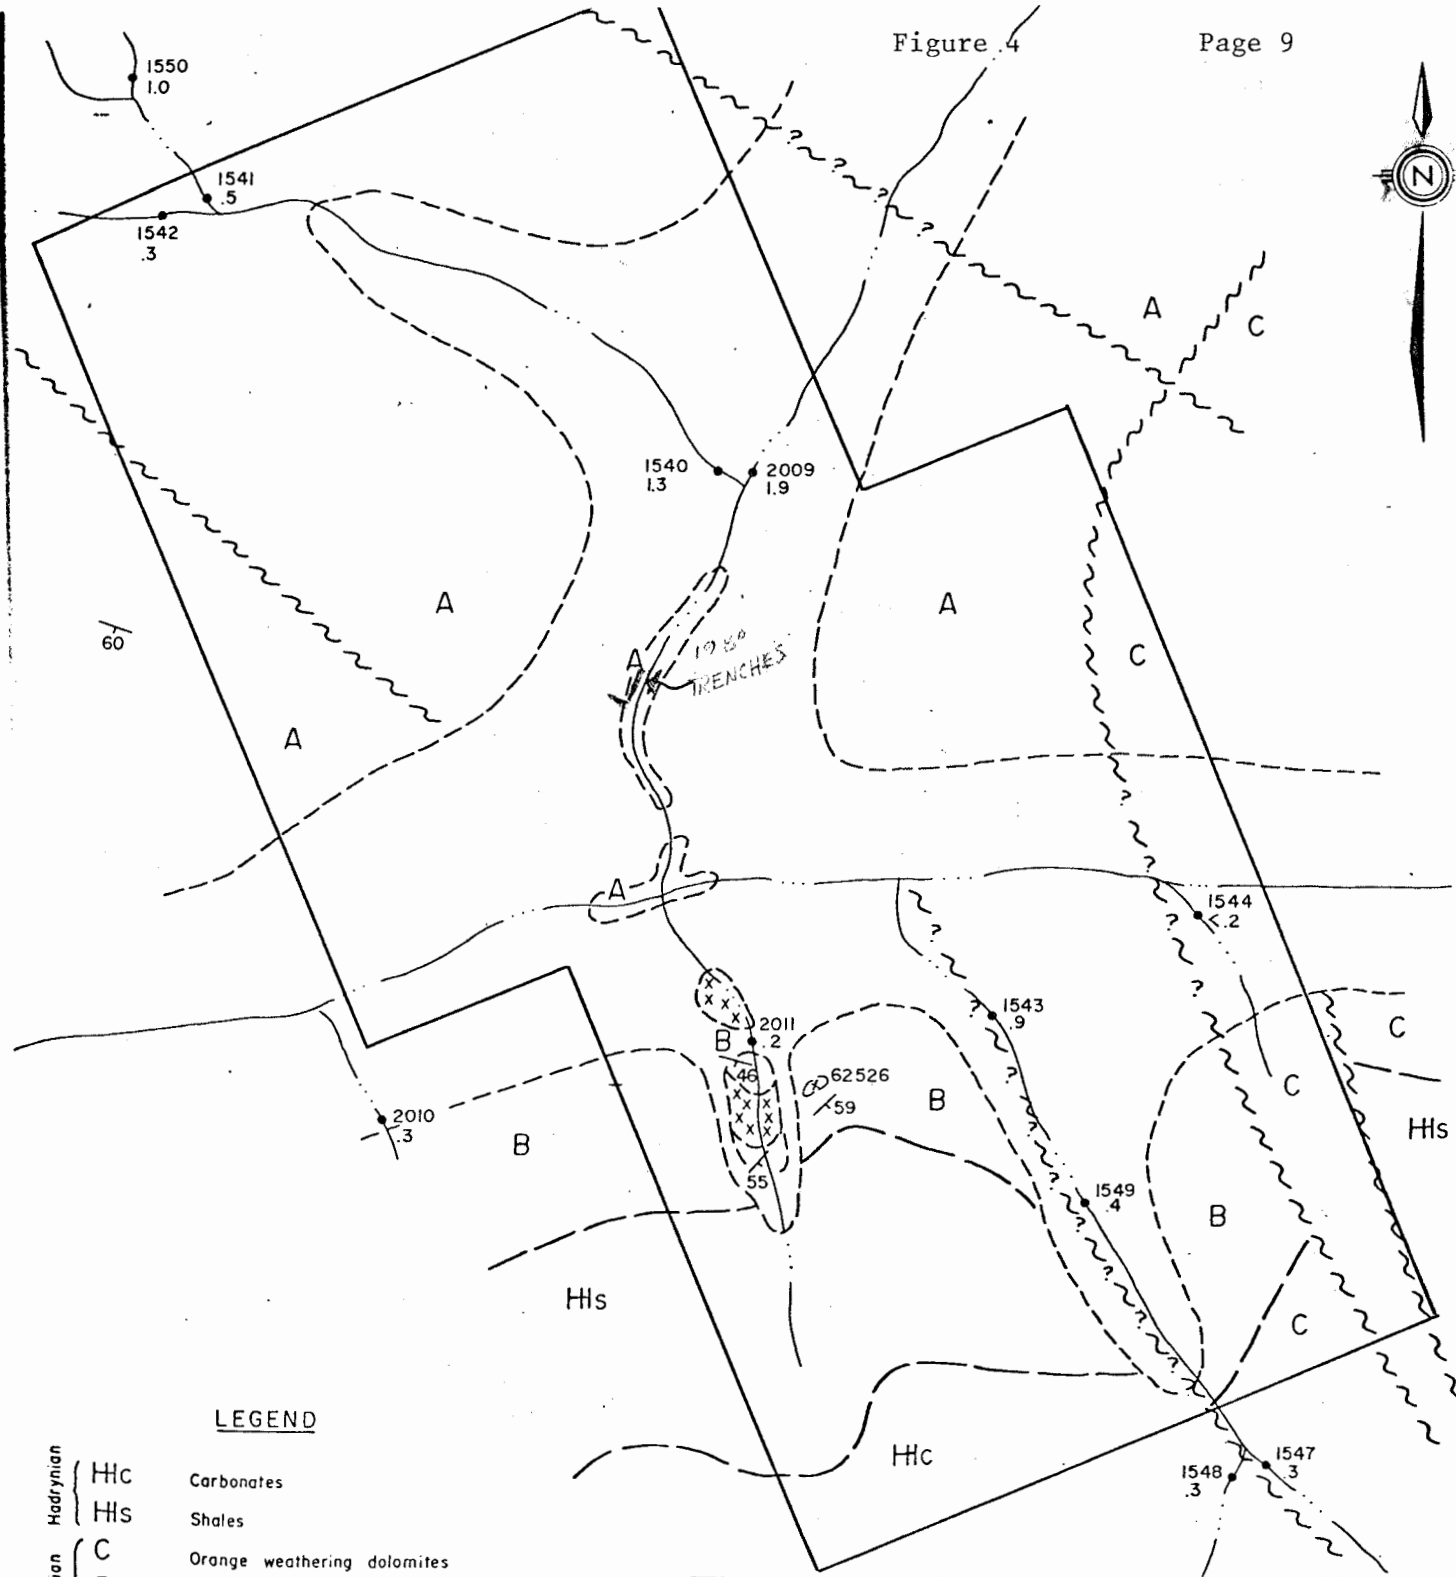 Figure 4
Page 9
1550
1.0
N
1541
.5
1542
.3
A
C
1540
1.3
2009
1.9
A
A
60
A
1980
TRENCHES
C
A
A
1544
<.2
1543
.9
2011
.2
B
C
46
62526
59
B
C
2010
.3
B
HIs
55
1549
.4
B
HIs
C
LEGEND
HIc
1547
.3
1548
.3
Hadrynian
HIc Carbonates
HIs Shales
C Orange weathering dolomites